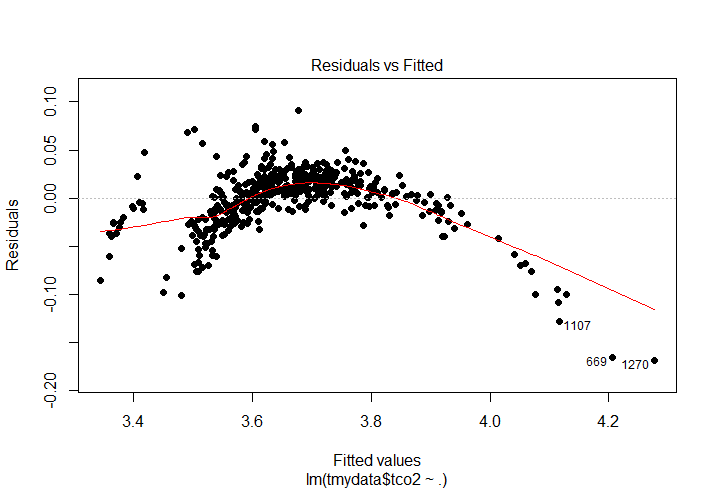 Residuals vs Fitted
Residuals
0.10
0.05
0.00
-0.10
-0.20
1107
669
1270
3.4 3.6 3.8 4.0 4.2
Fitted values
lm(tmydata$tco2 ~ .)